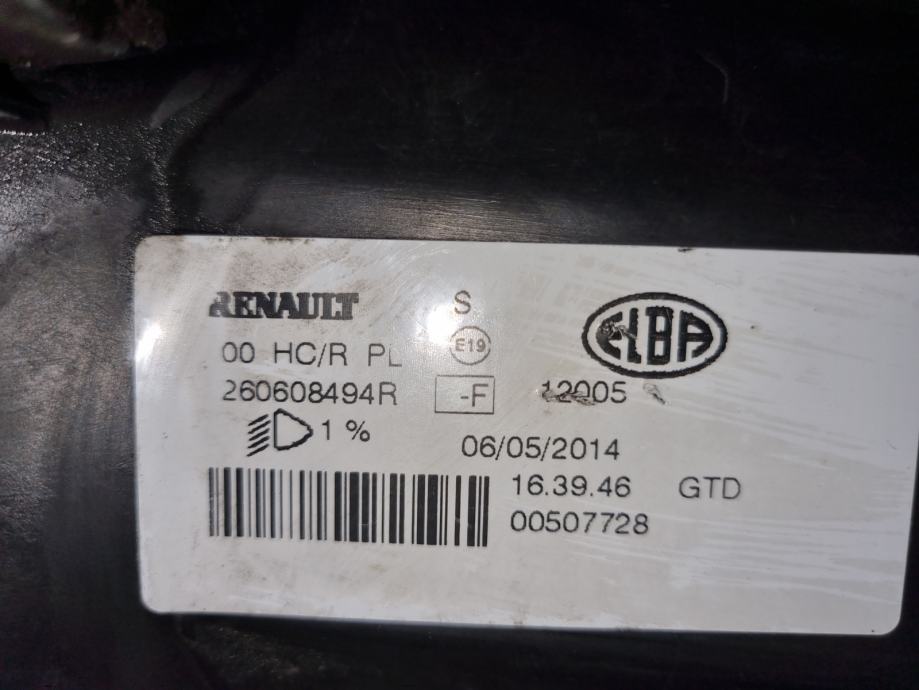 RENAULT S ELBA
00 HC/R PL E19
260608494R -F 12005
1 %
06/05/2014
16.39.46 GTD
00507728